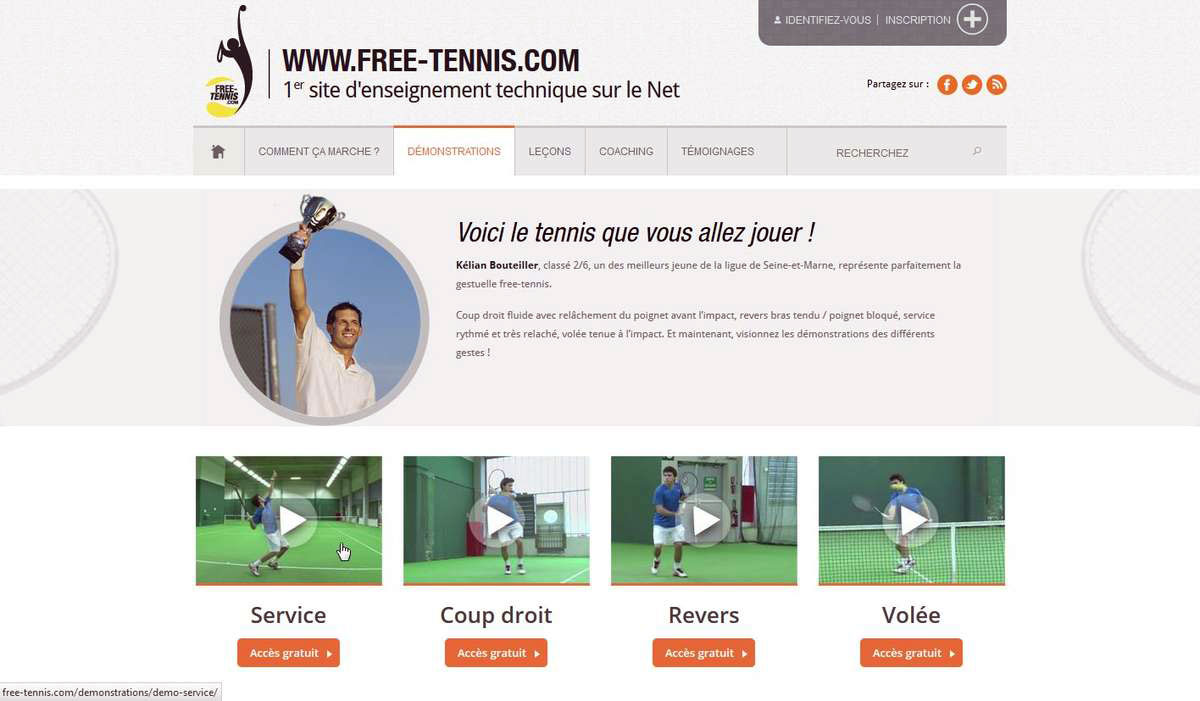 IDENTIFIEZ-VOUS | INSCRIPTION
FREE-
TENNIS
.COM
WWW.FREE-TENNIS.COM
1er site d'enseignement technique sur le Net
Partagez sur :
COMMENT ÇA MARCHE ? DÉMONSTRATIONS LEÇONS COACHING TÉMOIGNAGES RECHERCHEZ
Voici le tennis que vous allez jouer !
Kélian Bouteiller, classé 2/6, un des meilleurs jeune de la ligue de Seine-et-Marne, représente parfaitement la
gestuelle free-tennis.
Coup droit fluide avec relâchement du poignet avant l'impact, revers bras tendu / poignet bloqué, service
rythmé et très relaché, volée tenue à l'impact. Et maintenant, visionnez les démonstrations des différents
gestes !
Service Coup droit Revers Volée
Accès gratuit Accès gratuit Accès gratuit Accès gratuit
free-tennis.com/demonstrations/demo-service/